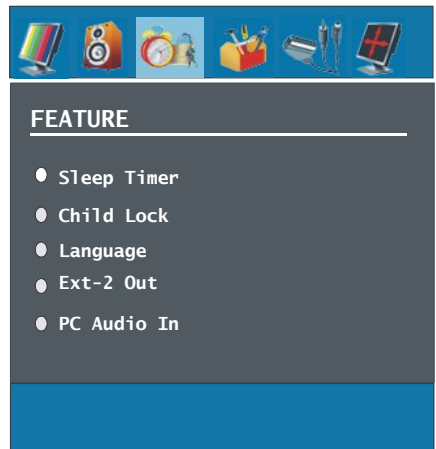 FEATURE
Sleep Timer
Child Lock
Language
Ext-2 Out
PC Audio In